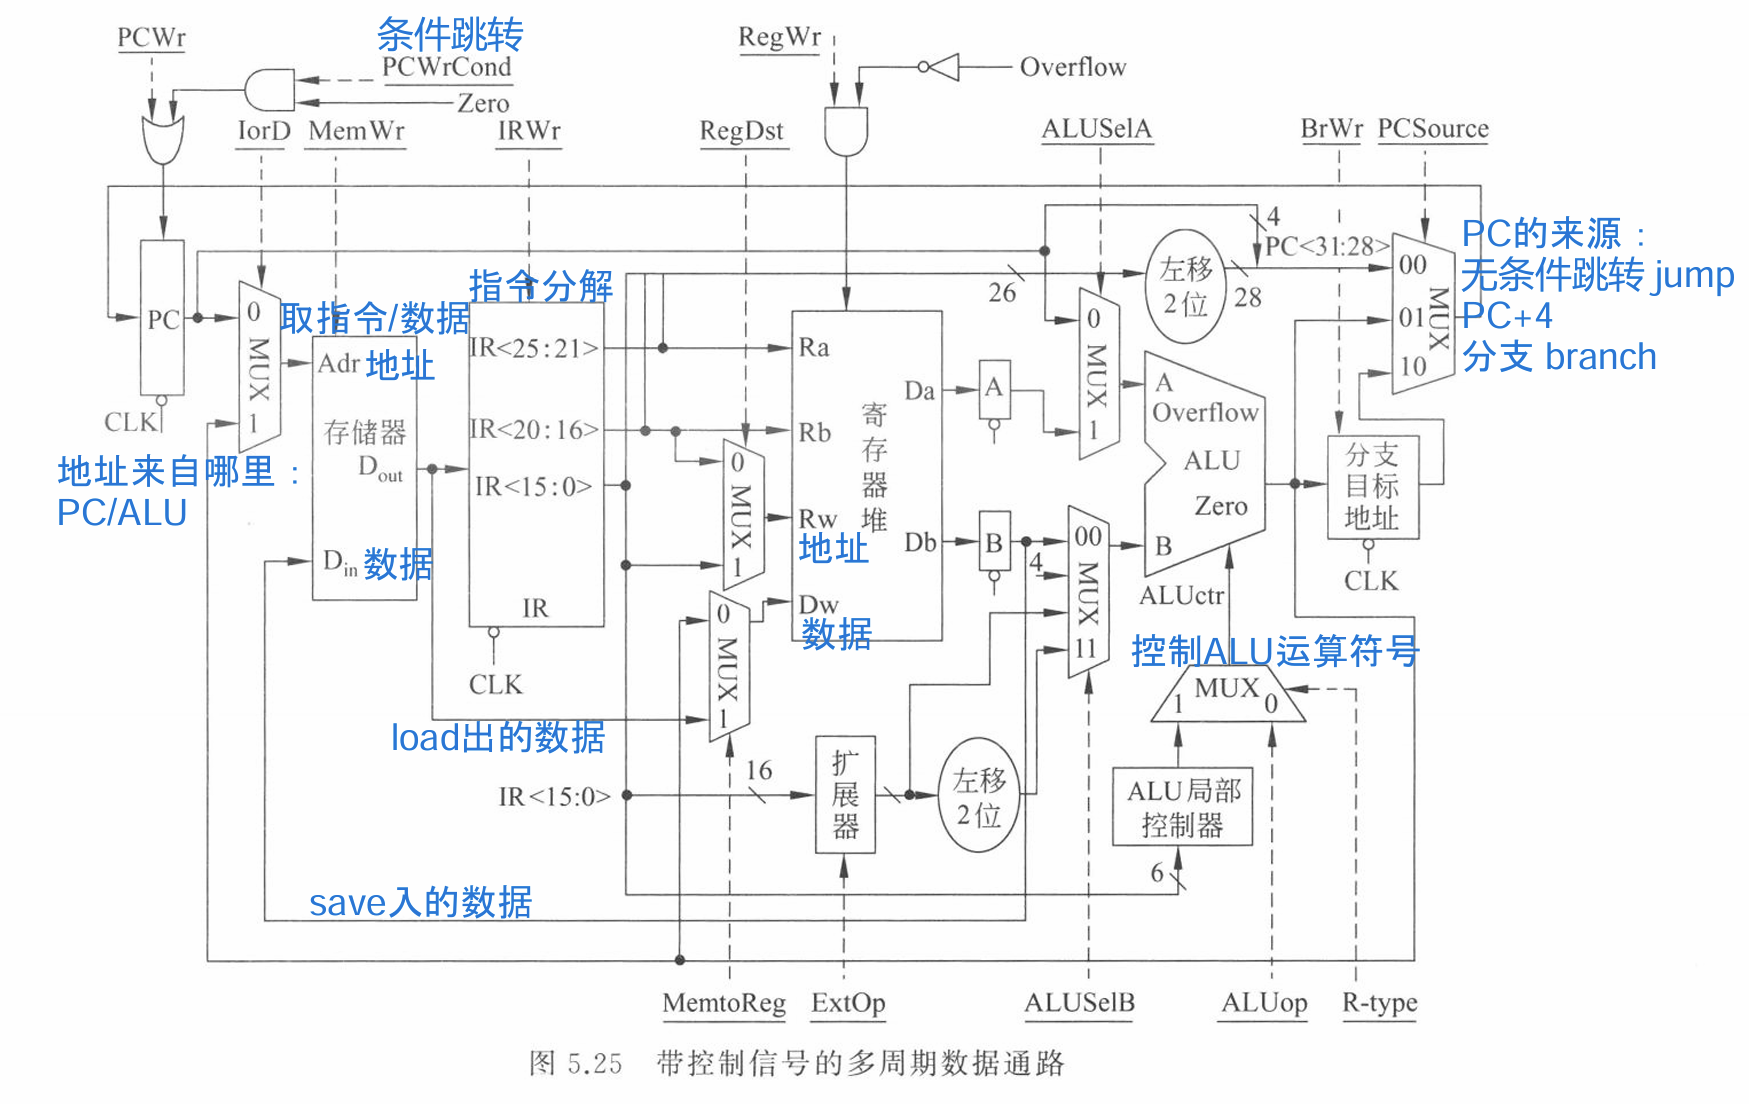 PCWr
条件跳转
PCWrCond
Zero
RegWr
Overflow
IorD
MemWr
IRWr
RegDst
ALUSelA
BrWr
PCSource
4
PC<31:28>
PC的来源：
无条件跳转 jump
PC+4
分支 branch
00
01
10
MUX
左移
2位
26
28
指令分解
取指令/数据
PC
CLK
0
MUX
1
Adr 地址
存储器
Dout
Din 数据
地址来自哪里：
PC/ALU
IR<25:21>
IR<20:16>
IR<15:0>
IR
CLK
0
MUX
1
Ra
Rb
Rw
地址
Dw
数据
寄存器堆
Da
Db
A
B
0
MUX
1
00
4
MUX
11
A
Overflow
ALU
Zero
B
ALUctr
分支
目标
地址
CLK
控制ALU运算符号
MUX
1
0
0
MUX
1
load出的数据
IR<15:0>
16
扩展器
左移
2位
ALU局部
控制器
6
save入的数据
MemtoReg
ExtOp
ALUSelB
ALUop
R-type
图 5.25 带控制信号的多周期数据通路